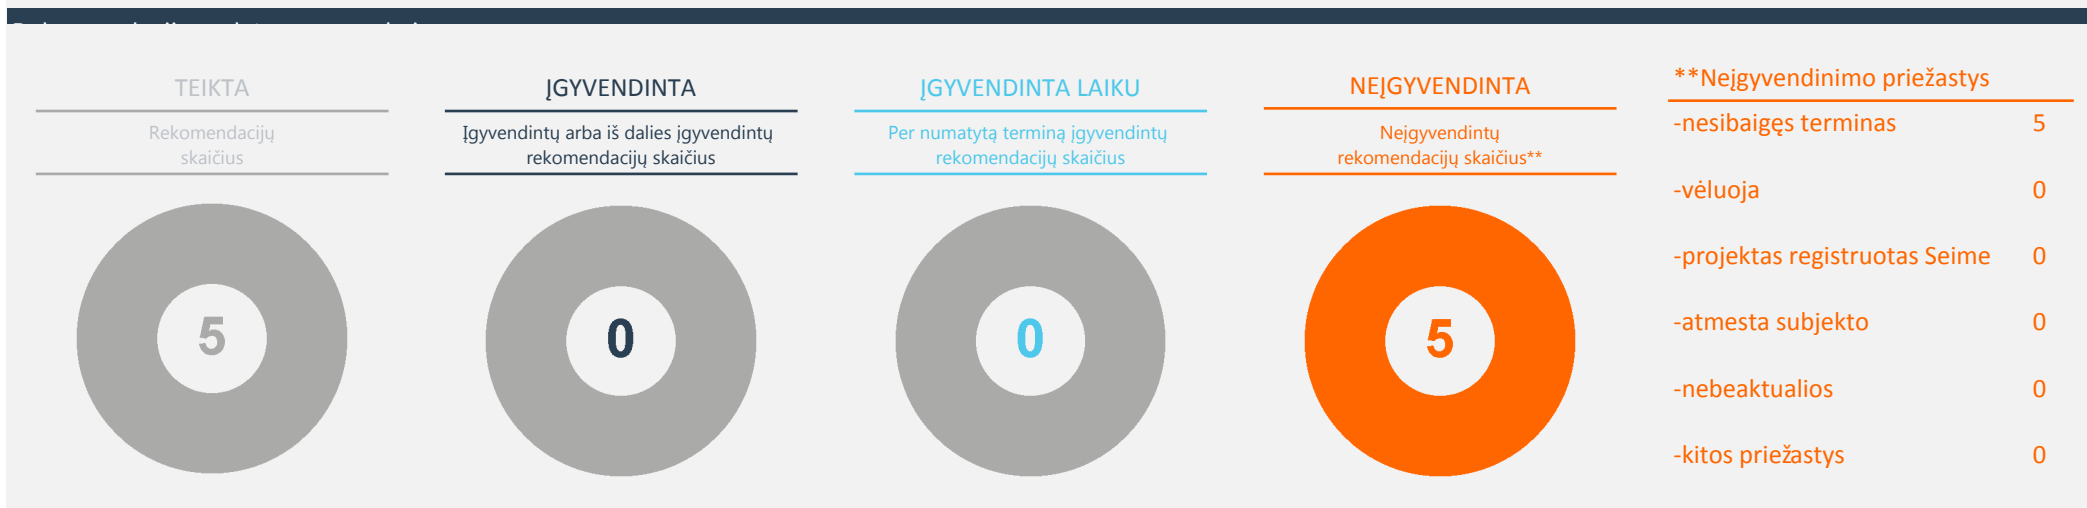 TEIKTA
Rekomendacijų
skaičius
5
ĮGYVENDINTA
Įgyvendintų arba iš dalies įgyvendintų
rekomendacijų skaičius
0
ĮGYVENDINTA LAIKU
Per numatytą terminą įgyvendintų
rekomendacijų skaičius
0
NEĮGYVENDINTA
Neįgyvendintų
rekomendacijų skaičius**
5
**Neįgyvendinimo priežastys
-nesibaigęs terminas 5
-vėluoja 0
-projektas registruotas Seime 0
-atmesta subjekto 0
-nebeaktualios 0
-kitos priežastys 0